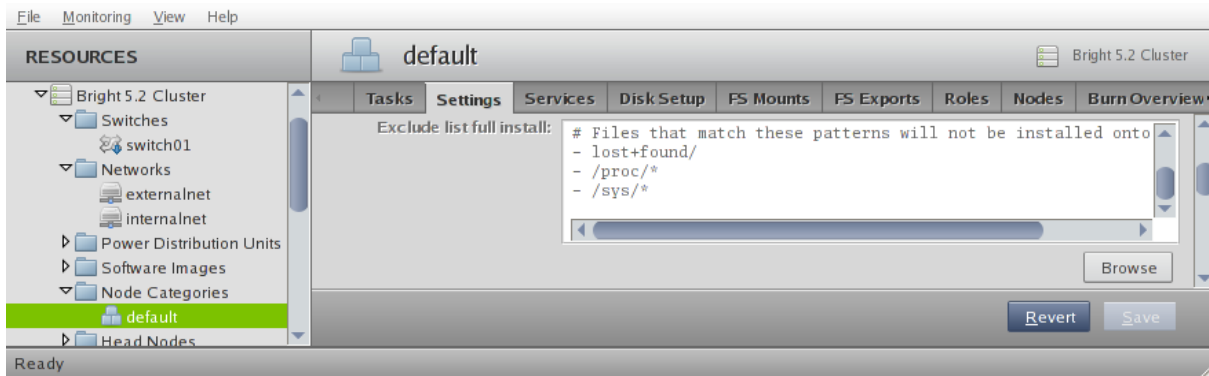 File Monitoring View Help
RESOURCES
default
Bright 5.2 Cluster
Bright 5.2 Cluster
Switches
switch01
Networks
externalnet
internalnet
Power Distribution Units
Software Images
Node Categories
default
Head Nodes
Tasks Settings Services Disk Setup FS Mounts FS Exports Roles Nodes Burn Overview
Exclude list full install:
# Files that match these patterns will not be installed onto
- lost+found/
- /proc/*
- /sys/*
Browse
Revert Save
Ready